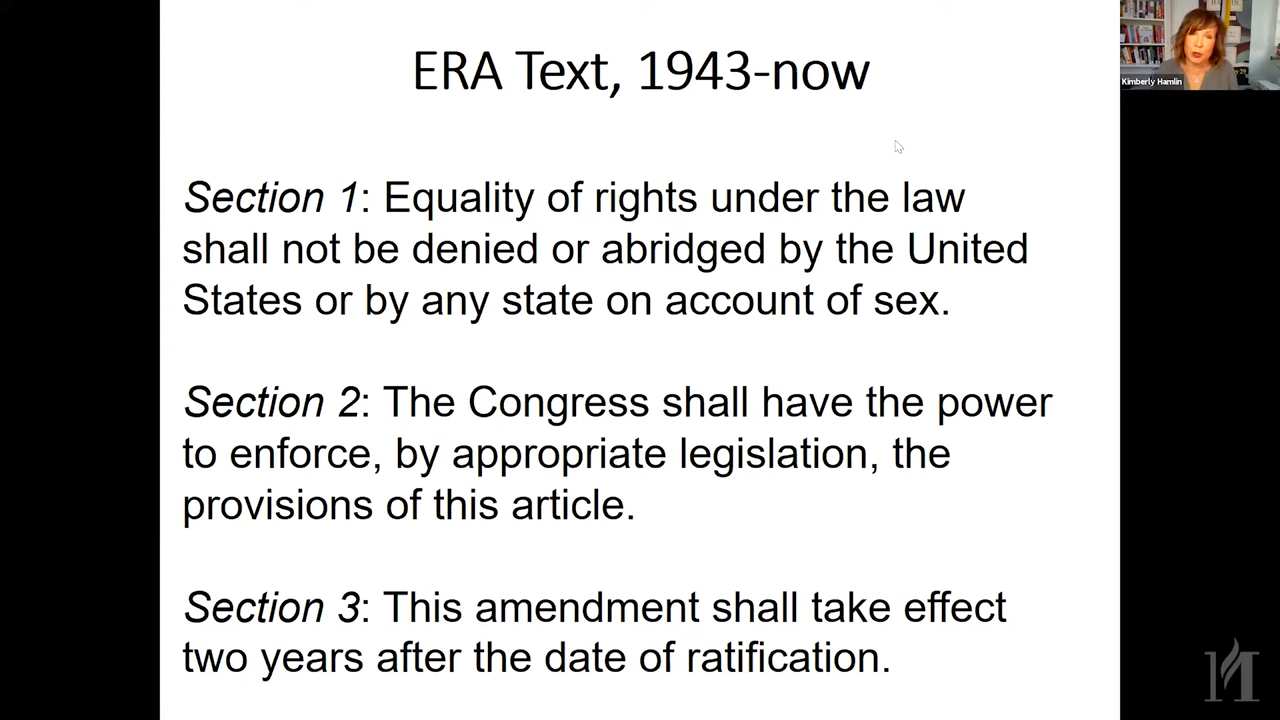 ERA Text, 1943-now
Kimberly Hamlin
Section 1: Equality of rights under the law
shall not be denied or abridged by the United
States or by any state on account of sex.
Section 2: The Congress shall have the power
to enforce, by appropriate legislation, the
provisions of this article.
Section 3: This amendment shall take effect
two years after the date of ratification.